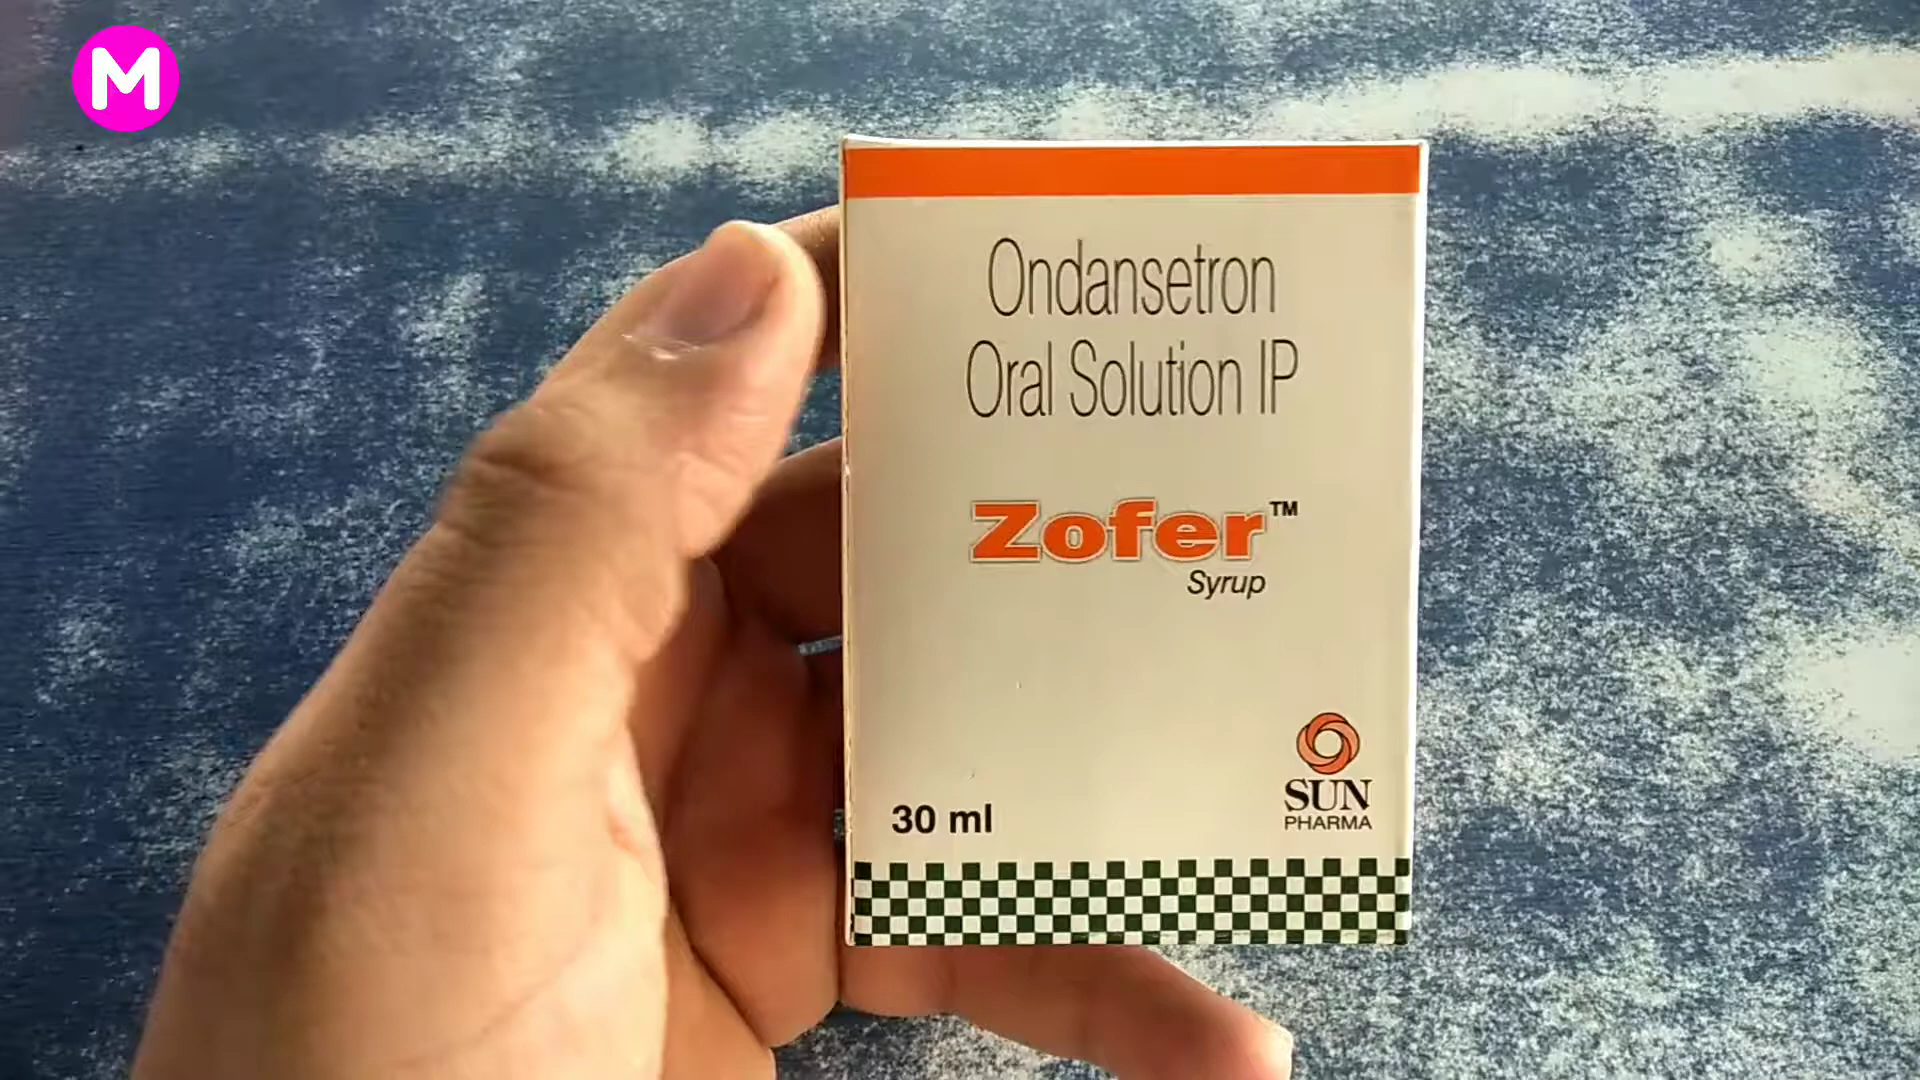 M
Ondansetron
Oral Solution IP
Zofer™
Syrup
30 ml
SUN
PHARMA